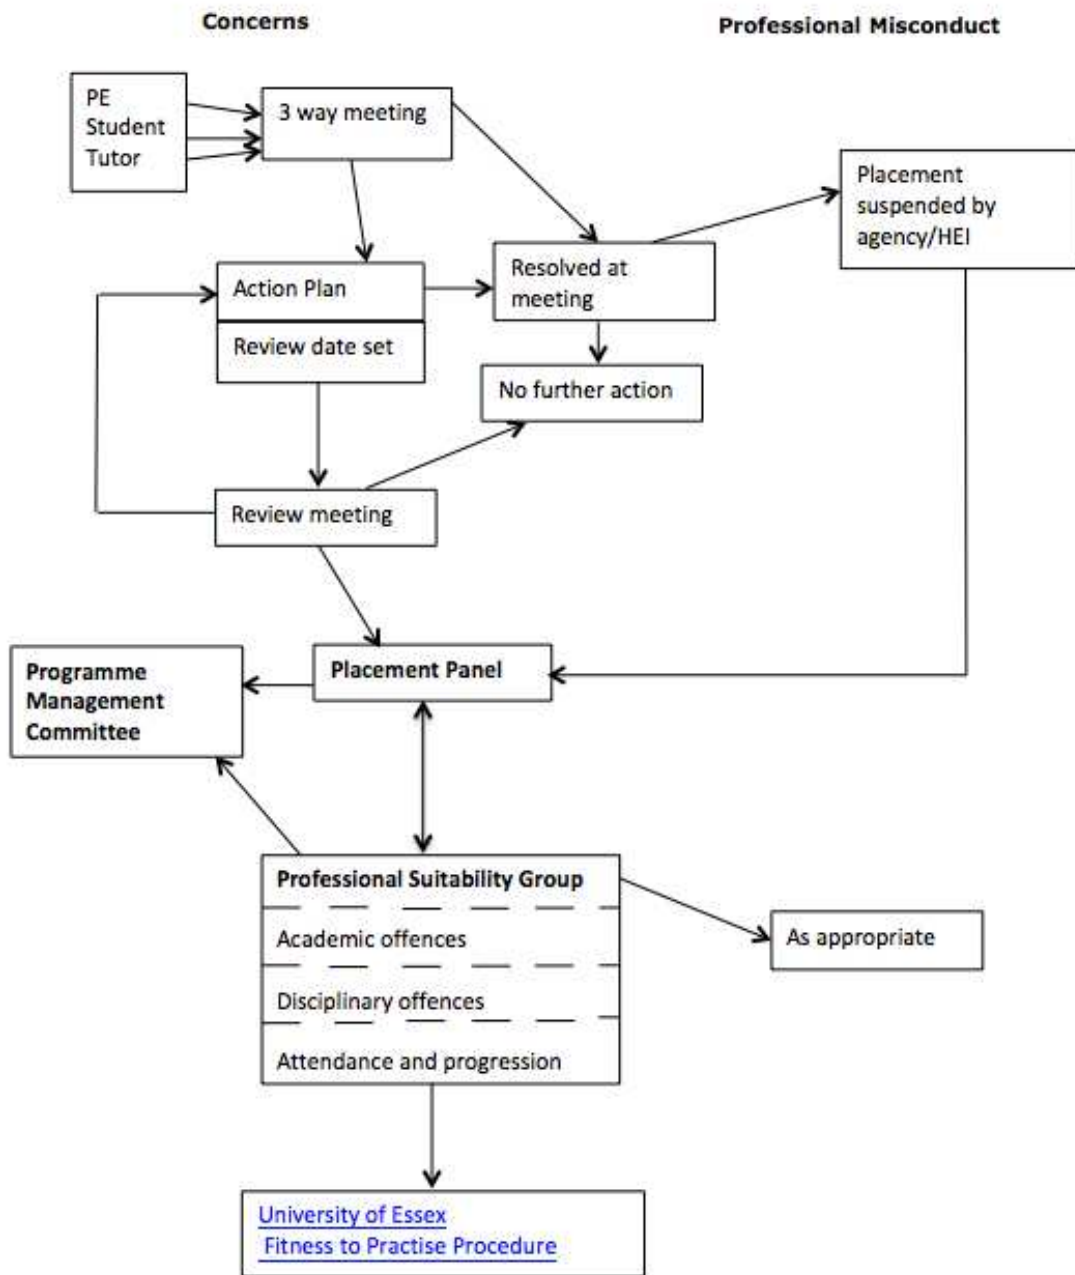 Concerns
Professional Misconduct
PE
Student
Tutor
3 way meeting
Placement
suspended by
agency/HEI
Action Plan
Resolved at
meeting
Review date set
No further action
Review meeting
Programme
Management
Committee
Placement Panel
Professional Suitability Group
Academic offences
As appropriate
Disciplinary offences
Attendance and progression
University of Essex
Fitness to Practise Procedure